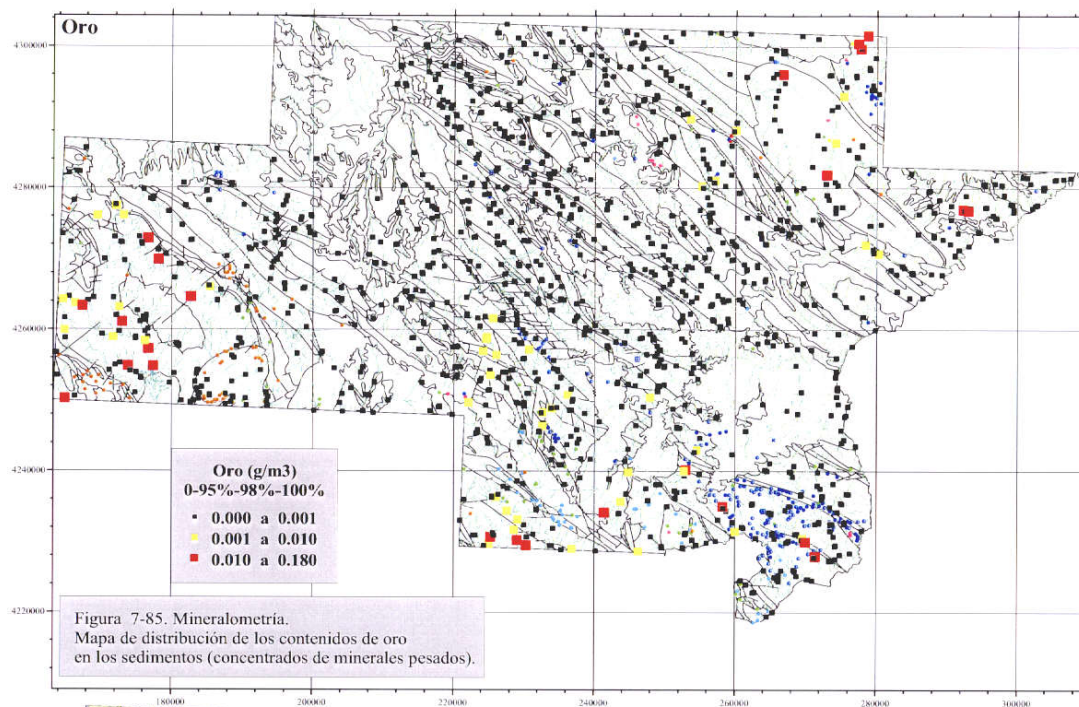 Oro
4300000
4280000
4260000
4240000
4220000
Oro (g/m3)
0-95%-98%-100%
0.000 a 0.001
0.001 a 0.010
0.010 a 0.180
Figura 7-85. Mineralometría.
Mapa de distribución de los contenidos de oro
en los sedimentos (concentrados de minerales pesados).
180000 200000 220000 240000 260000 280000 300000